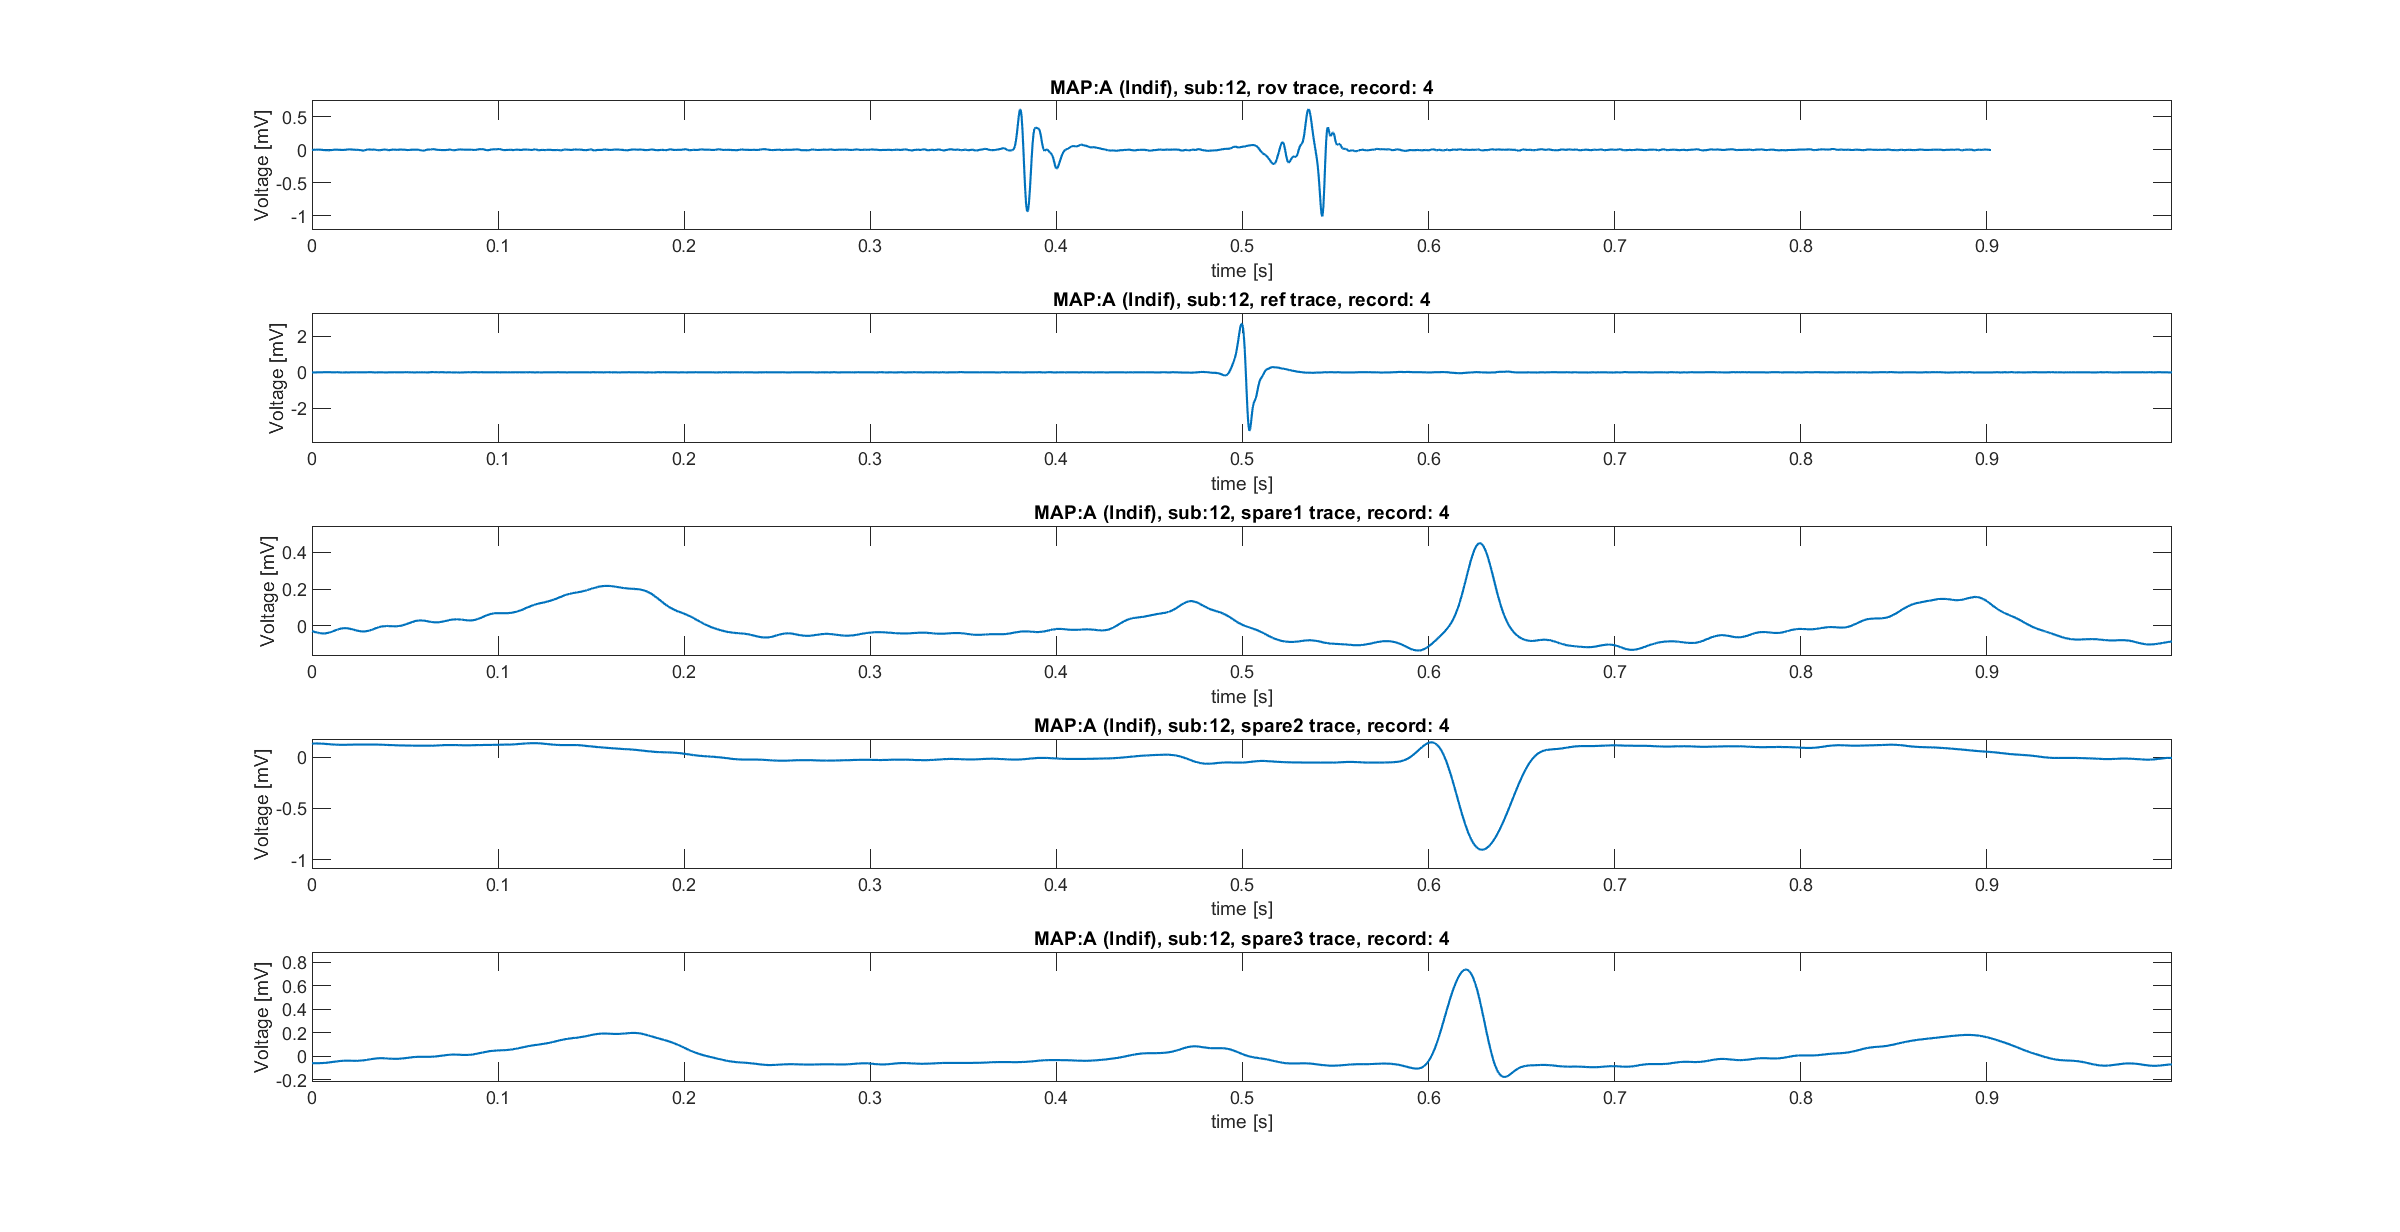 MAP:A (Indif), sub:12, rov trace, record: 4
Voltage [mV]
0.5
0
-0.5
-1
0 0.1 0.2 0.3 0.4 0.5 0.6 0.7 0.8 0.9
time [s]
MAP:A (Indif), sub:12, ref trace, record: 4
Voltage [mV]
2
0
-2
0 0.1 0.2 0.3 0.4 0.5 0.6 0.7 0.8 0.9
time [s]
MAP:A (Indif), sub:12, spare1 trace, record: 4
Voltage [mV]
0.4
0.2
0
0 0.1 0.2 0.3 0.4 0.5 0.6 0.7 0.8 0.9
time [s]
MAP:A (Indif), sub:12, spare2 trace, record: 4
Voltage [mV]
0
-0.5
-1
0 0.1 0.2 0.3 0.4 0.5 0.6 0.7 0.8 0.9
time [s]
MAP:A (Indif), sub:12, spare3 trace, record: 4
Voltage [mV]
0.8
0.6
0.4
0.2
0
-0.2
0 0.1 0.2 0.3 0.4 0.5 0.6 0.7 0.8 0.9
time [s]